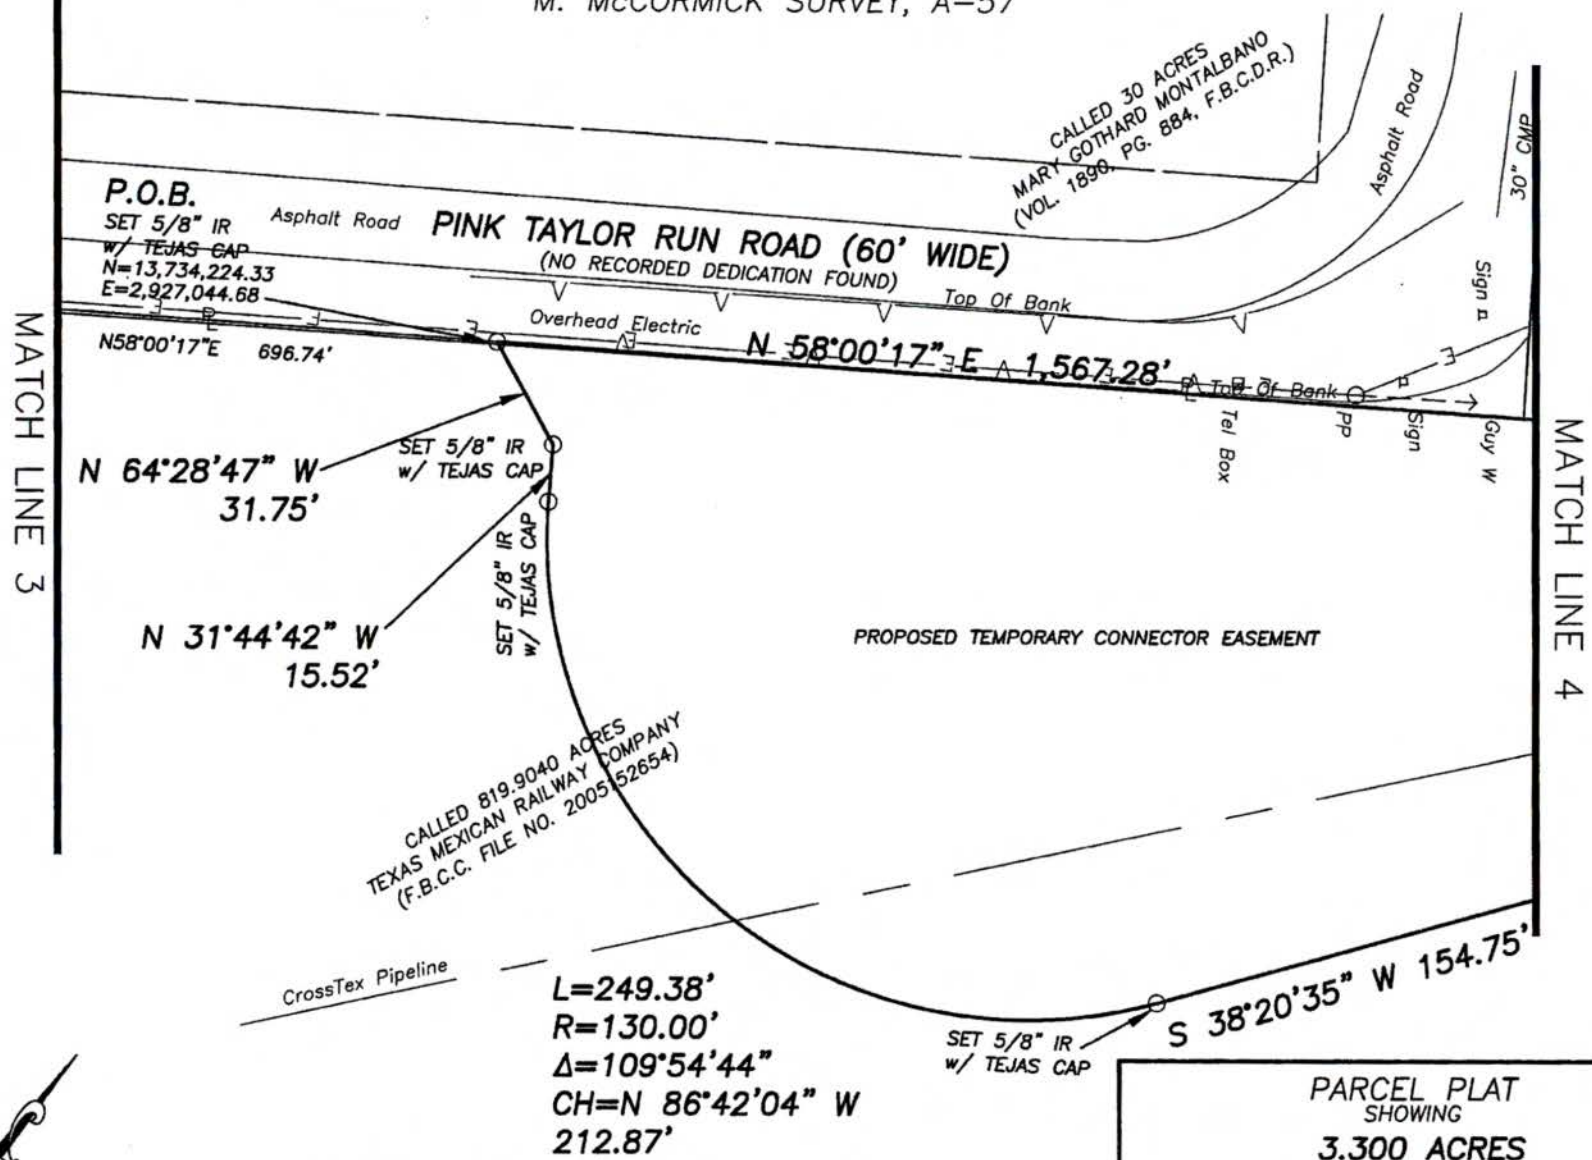 M. McCORMICK SURVEY, A-57
CALLED 30 ACRES
MARY GOTHARD MONTALBANO
(VOL. 1890, PG. 884, F.B.C.D.R.)
Asphalt Road
30" CMP
P.O.B.
SET 5/8" IR
w/ TEJAS CAP
N=13,734,224.33
E=2,927,044.68
Asphalt Road
PINK TAYLOR RUN ROAD (60' WIDE)
(NO RECORDED DEDICATION FOUND)
Top Of Bank
Sign
Overhead Electric
N58°00'17"E 696.74'
N 58°00'17" E 1,567.28'
Top Of Bank
Tel Box
PP
Sign
Guy W
MATCH LINE 3
MATCH LINE 4
N 64°28'47" W
31.75'
SET 5/8" IR
w/ TEJAS CAP
SET 5/8" IR
w/ TEJAS CAP
N 31°44'42" W
15.52'
PROPOSED TEMPORARY CONNECTOR EASEMENT
CALLED 819.9040 ACRES
TEXAS MEXICAN RAILWAY COMPANY
(F.B.C.C. FILE NO. 2005152654)
CrossTex Pipeline
L=249.38'
R=130.00'
Δ=109°54'44"
CH=N 86°42'04" W
212.87'
SET 5/8" IR
w/ TEJAS CAP
S 38°20'35" W 154.75'
PARCEL PLAT
SHOWING
3.300 ACRES